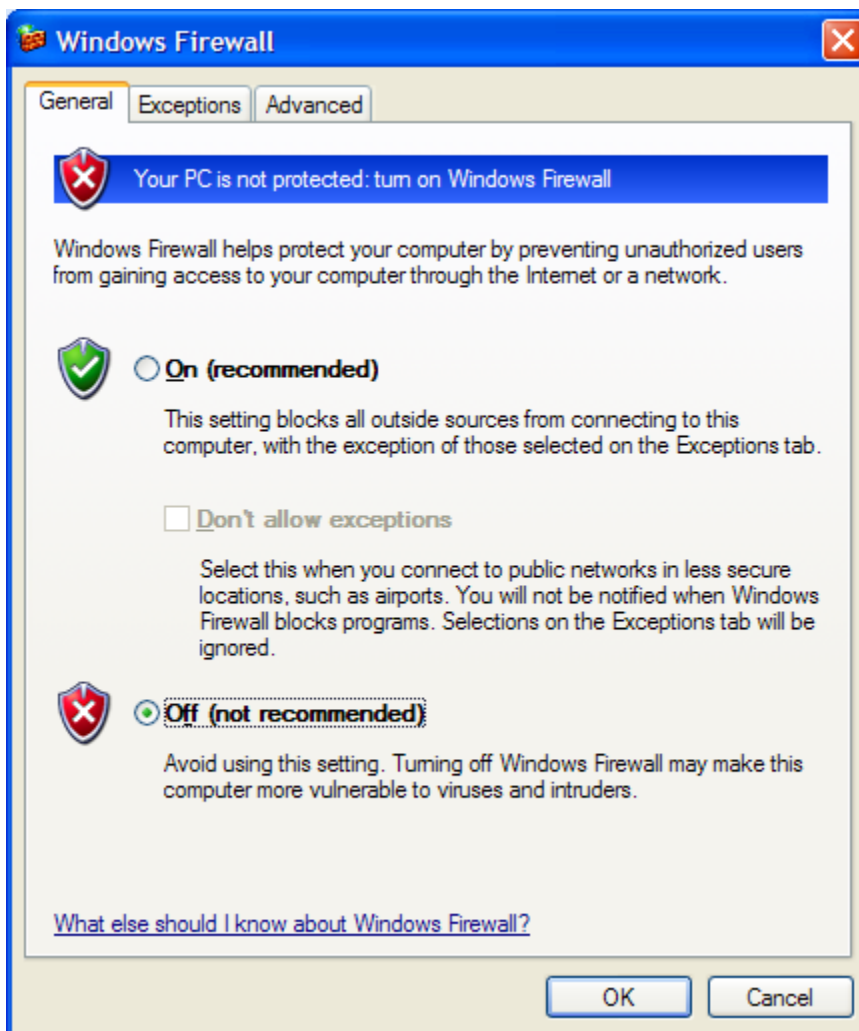 Windows Firewall
General
Exceptions
Advanced
Your PC is not protected: turn on Windows Firewall
Windows Firewall helps protect your computer by preventing unauthorized users
from gaining access to your computer through the Internet or a network.
On (recommended)
This setting blocks all outside sources from connecting to this
computer, with the exception of those selected on the Exceptions tab.
Don't allow exceptions
Select this when you connect to public networks in less secure
locations, such as airports. You will not be notified when Windows
Firewall blocks programs. Selections on the Exceptions tab will be
ignored.
Off (not recommended)
Avoid using this setting. Turning off Windows Firewall may make this
computer more vulnerable to viruses and intruders.
What else should I know about Windows Firewall?
OK
Cancel